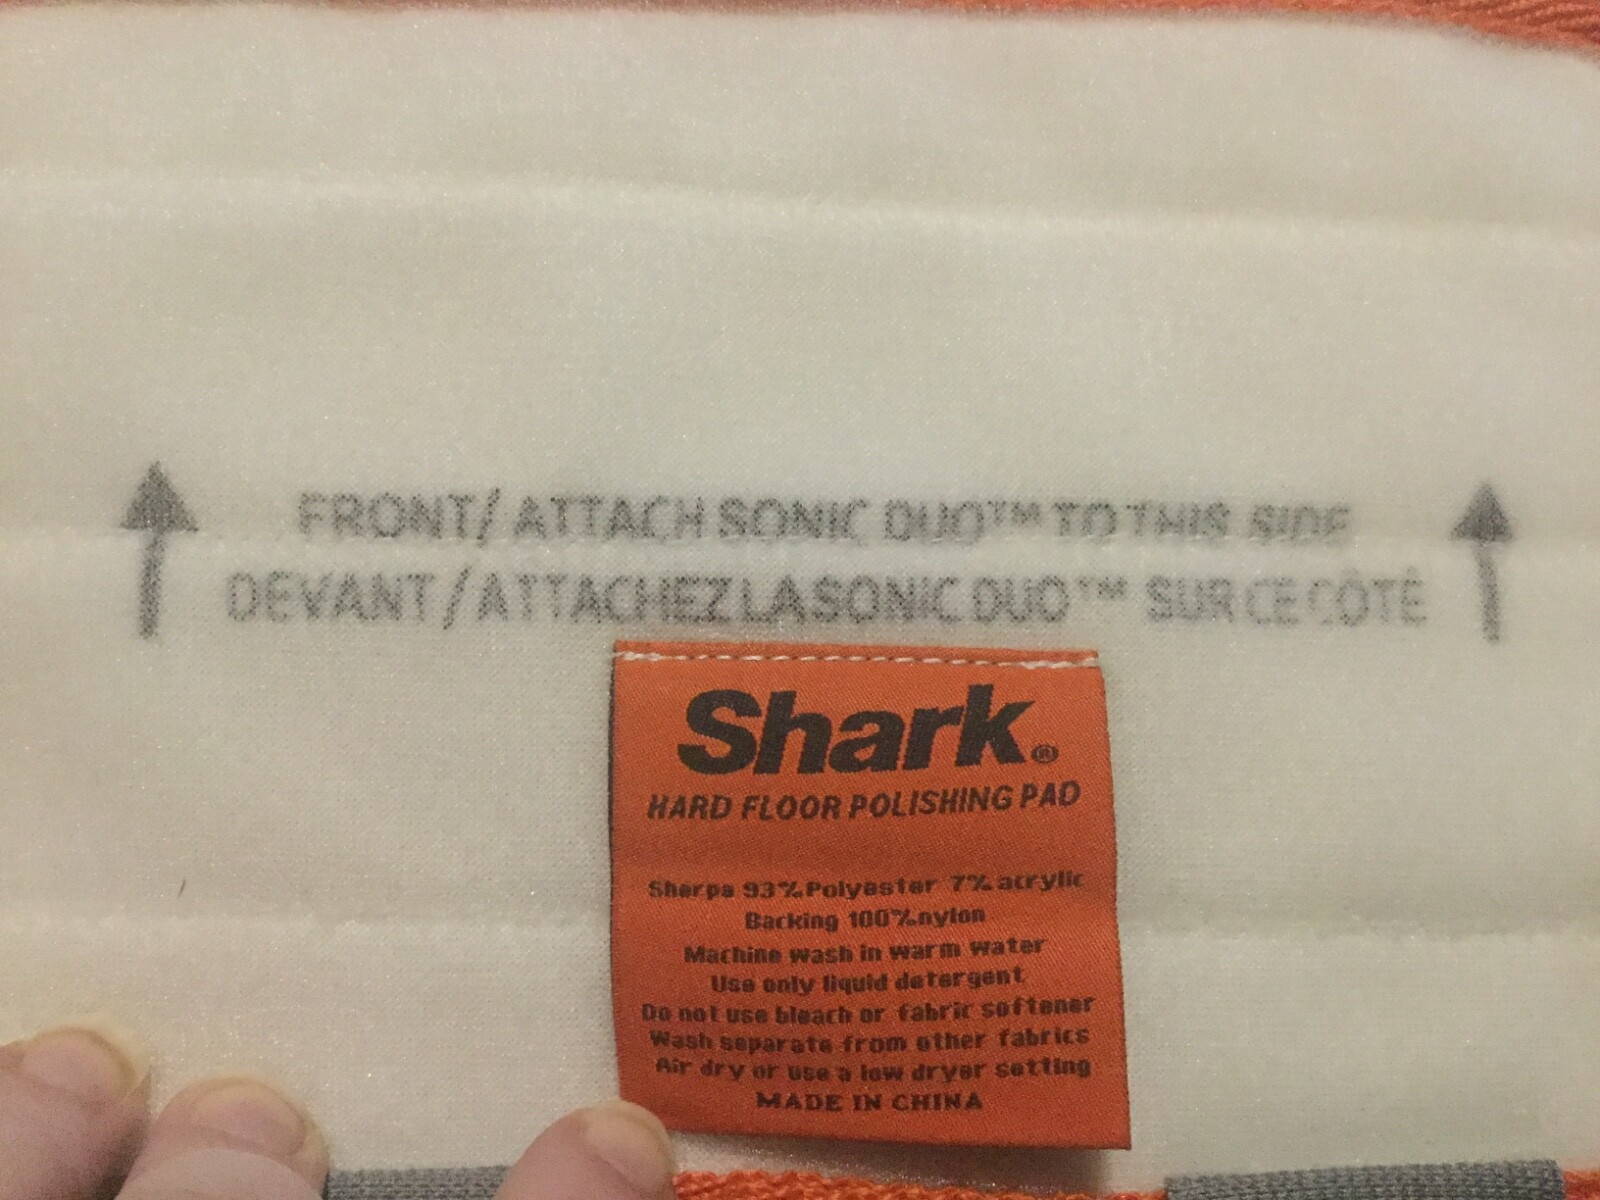 FRONT/ ATTACH SONIC DUO™ TO THIS SIDE
DEVANT / ATTACHEZ LA SONIC DUO™ SUR CE CÔTÉ
Shark®
HARD FLOOR POLISHING PAD
Sherpa 93% Polyester 7% acrylic
Backing 100% nylon
Machine wash in warm water
Use only liquid detergent
Do not use bleach or fabric softener
Wash separate from other fabrics
Air dry or use a low dryer setting
MADE IN CHINA